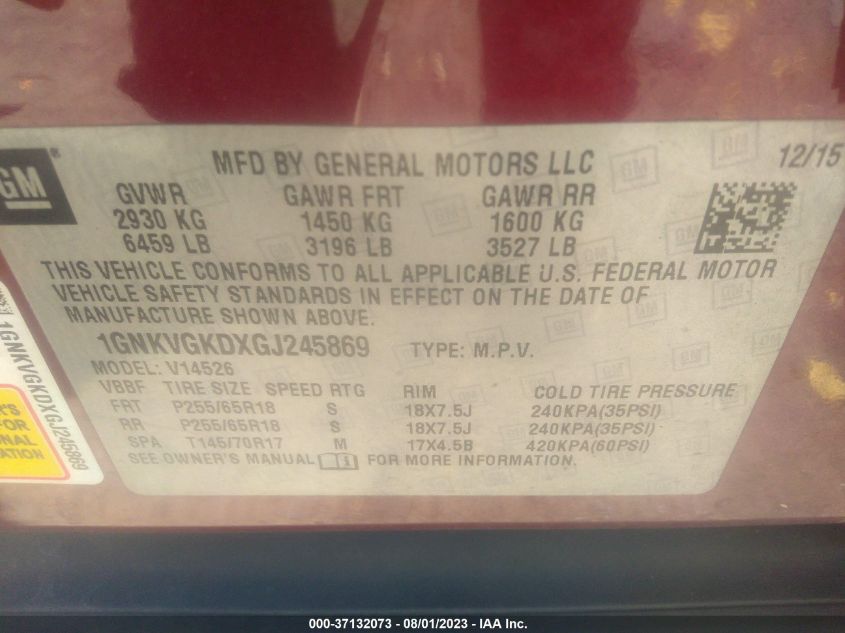 GM
MFD BY GENERAL MOTORS LLC 12/15
GVWR GAWR FRT GAWR RR
2930 KG 1450 KG 1600 KG
6459 LB 3196 LB 3527 LB
THIS VEHICLE CONFORMS TO ALL APPLICABLE U.S. FEDERAL MOTOR
VEHICLE SAFETY STANDARDS IN EFFECT ON THE DATE OF
MANUFACTURE SHOWN ABOVE.
1GNKVGKDXGJ245869 TYPE: M.P.V.
MODEL: V14526
VBBF TIRE SIZE SPEED RTG RIM COLD TIRE PRESSURE
FRT P255/65R18 S 18X7.5J 240KPA(35PSI)
RR P255/65R18 S 18X7.5J 240KPA(35PSI)
SPA T145/70R17 M 17X4.5B 420KPA(60PSI)
SEE OWNER'S MANUAL FOR MORE INFORMATION.
1GNKVGKDXGJ245869
FOR
000-37132073 - 08/01/2023 - IAA Inc.